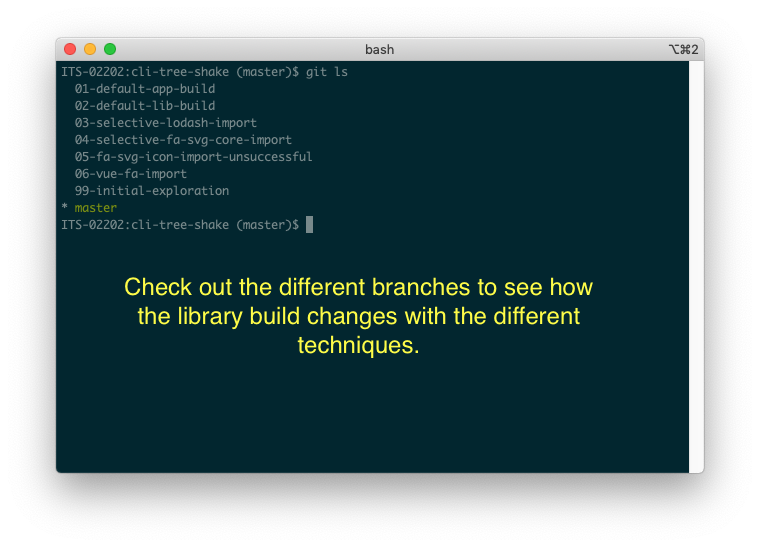 bash ⌥⌘2
ITS-02202:cli-tree-shake (master)$ git ls
01-default-app-build
02-default-lib-build
03-selective-lodash-import
04-selective-fa-svg-core-import
05-fa-svg-icon-import-unsuccessful
06-vue-fa-import
99-initial-exploration
* master
ITS-02202:cli-tree-shake (master)$
Check out the different branches to see how
the library build changes with the different
techniques.